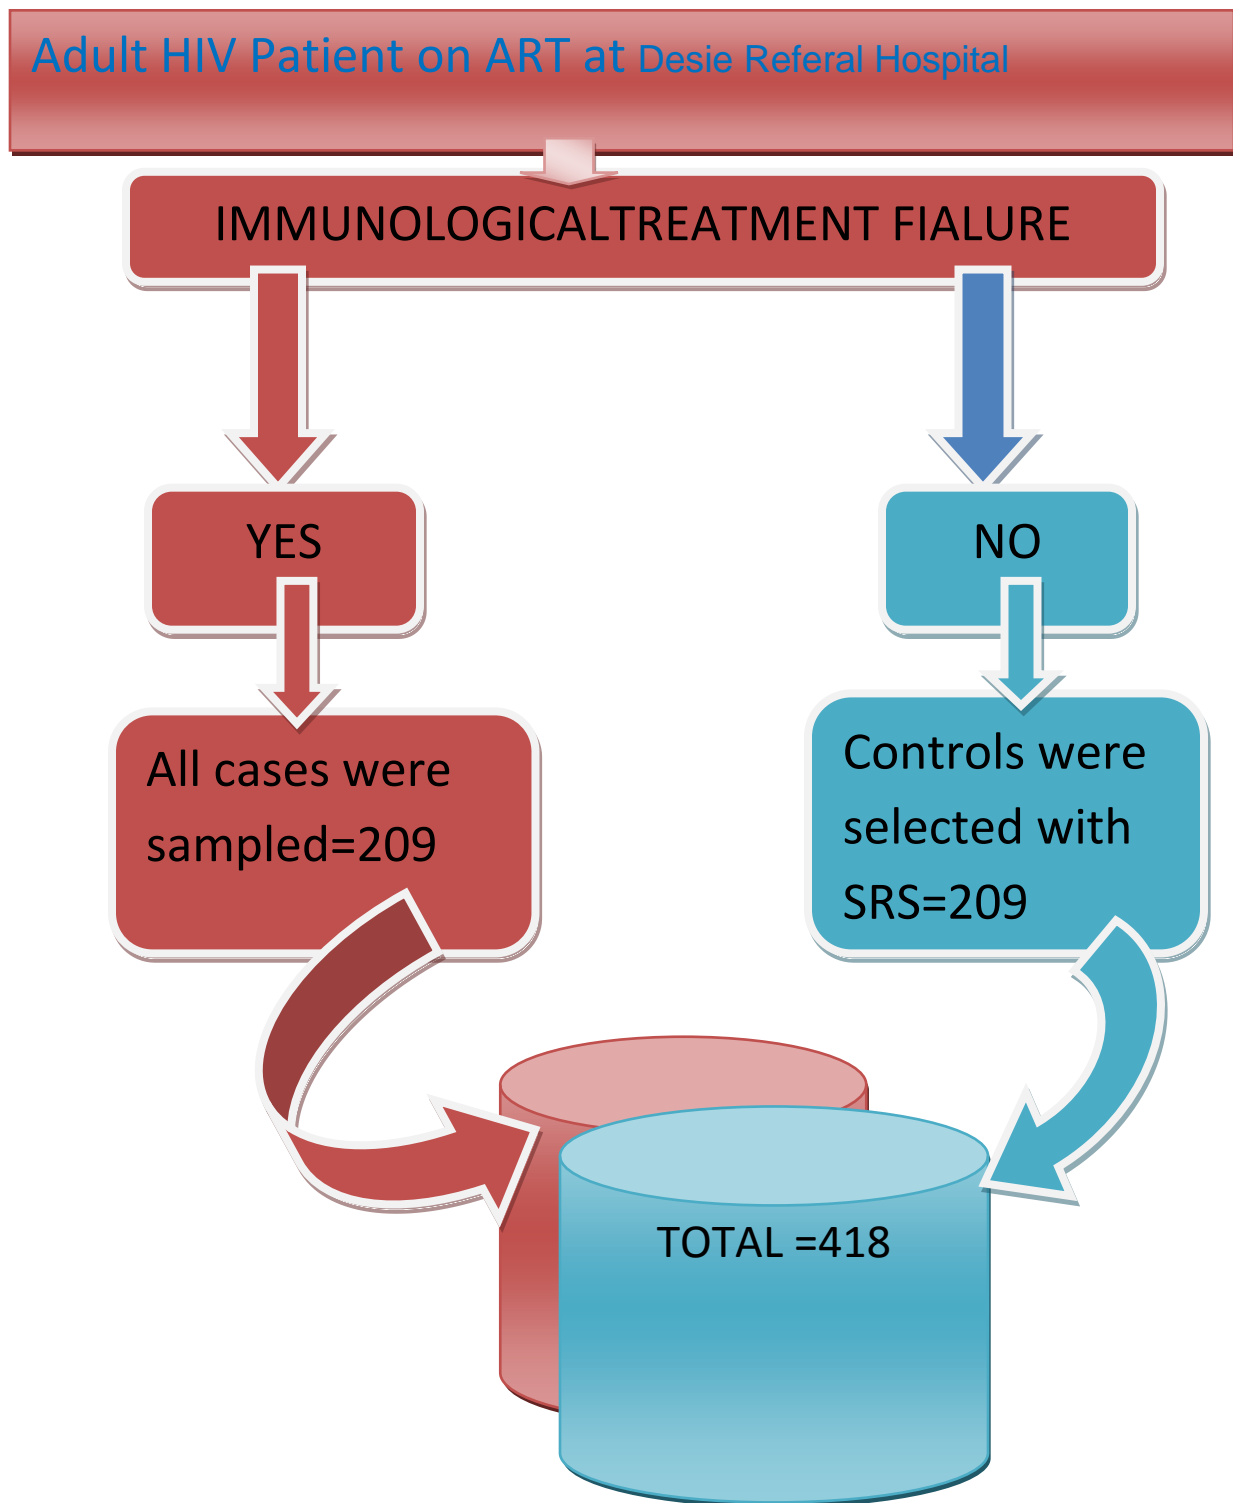 Adult HIV Patient on ART at Desie Referal Hospital
IMMUNOLOGICALTREATMENT FIALURE
YES
NO
All cases were
sampled=209
Controls were
selected with
SRS=209
TOTAL =418